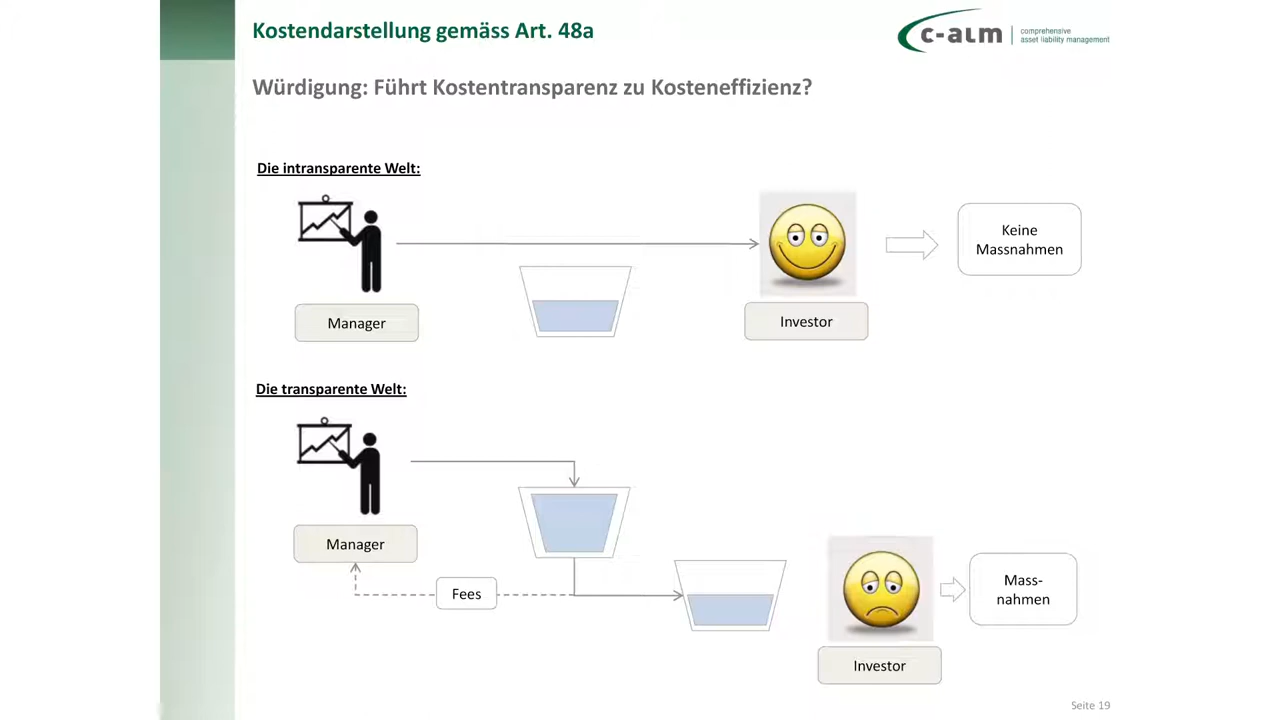 Kostendarstellung gemäss Art. 48a
c-alm
comprehensive
asset liability management
Würdigung: Führt Kostentransparenz zu Kosteneffizienz?
Die intransparente Welt:
Keine
Massnahmen
Manager
Investor
Die transparente Welt:
Manager
Fees
Mass-
nahmen
Investor
Seite 19